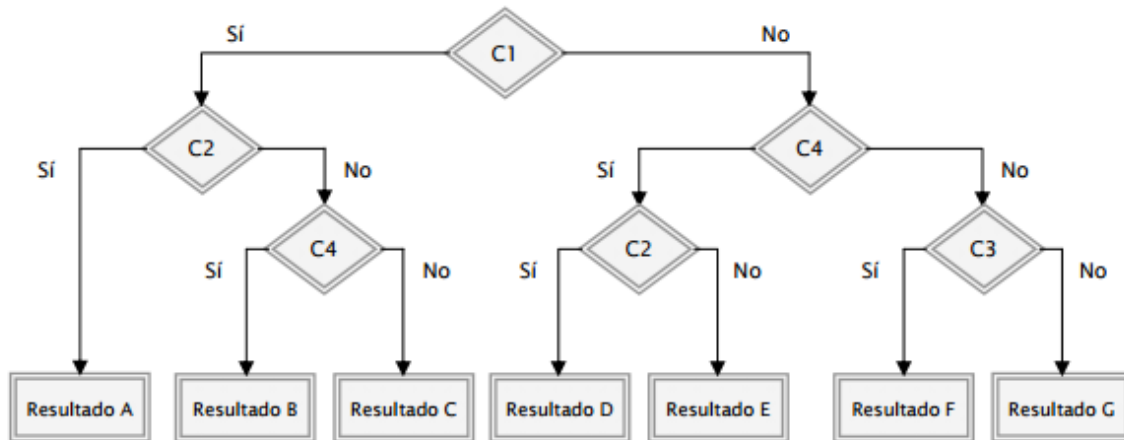 Sí
No
C1
Sí
C2
No
Sí
C4
No
Sí
C4
No
Sí
C2
No
Sí
C3
No
Resultado A
Resultado B
Resultado C
Resultado D
Resultado E
Resultado F
Resultado G